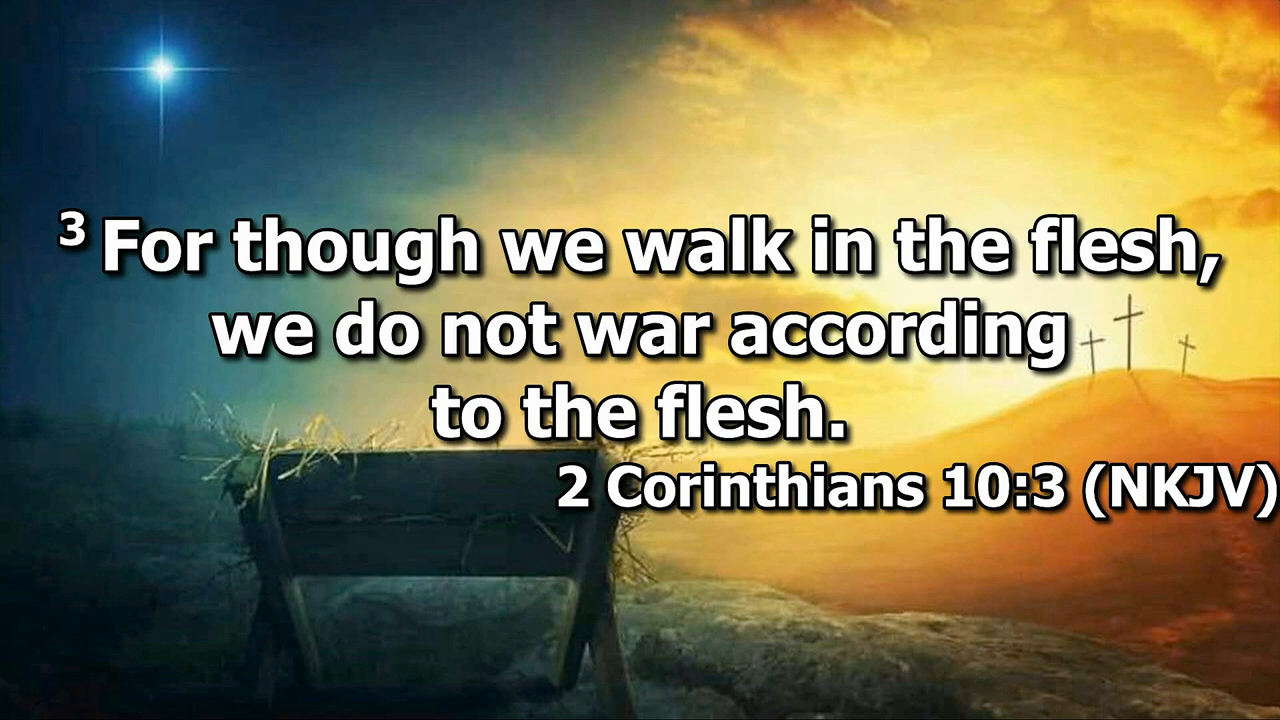 3 For though we walk in the flesh,
we do not war according
to the flesh.
2 Corinthians 10:3 (NKJV)